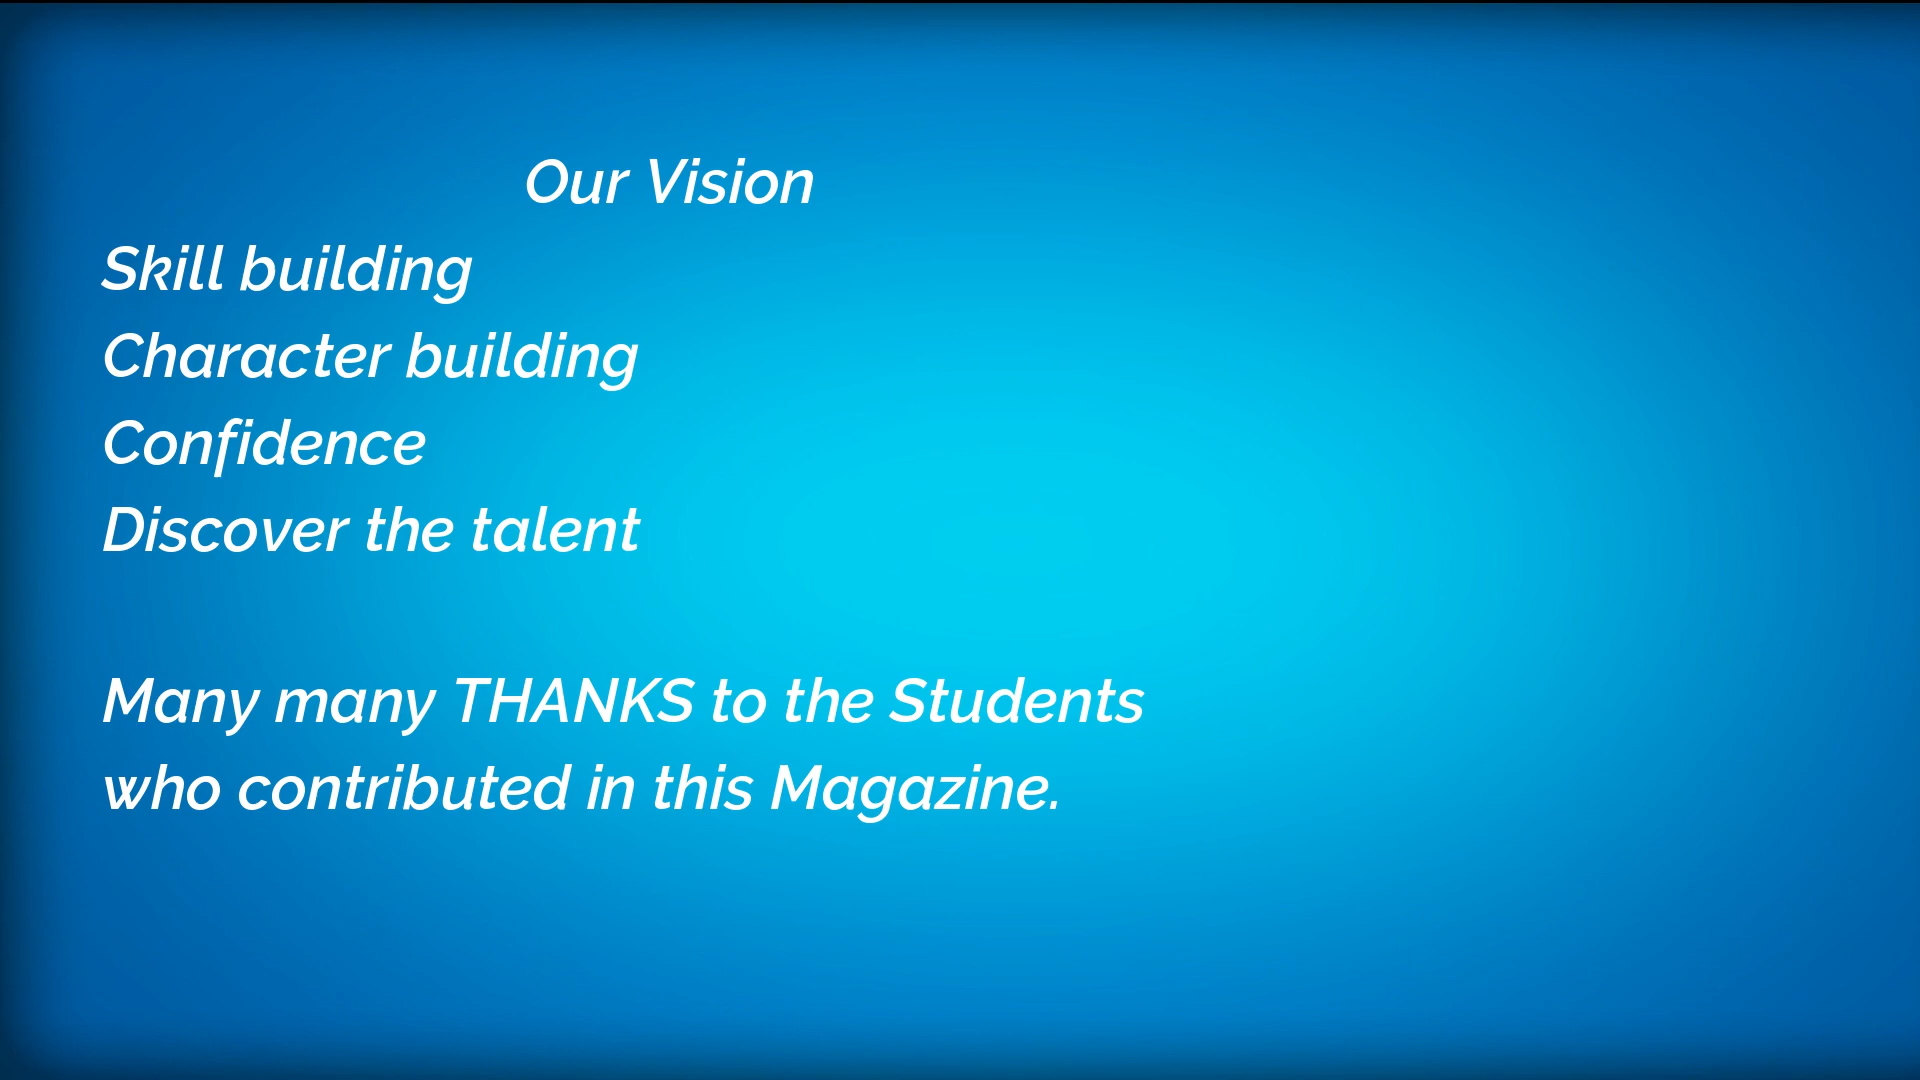 Our Vision
Skill building
Character building
Confidence
Discover the talent
Many many THANKS to the Students
who contributed in this Magazine.